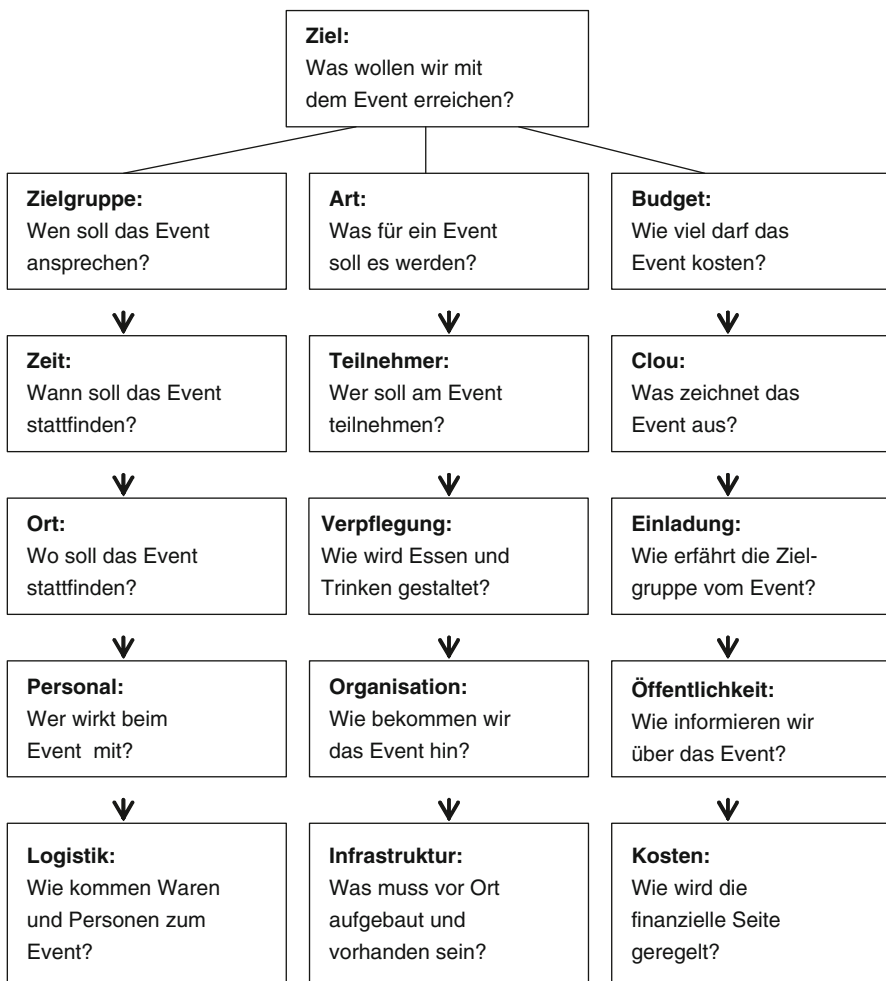 Ziel:
Was wollen wir mit
dem Event erreichen?
Zielgruppe:
Wen soll das Event
ansprechen?
Art:
Was für ein Event
soll es werden?
Budget:
Wie viel darf das
Event kosten?
Zeit:
Wann soll das Event
stattfinden?
Teilnehmer:
Wer soll am Event
teilnehmen?
Clou:
Was zeichnet das
Event aus?
Ort:
Wo soll das Event
stattfinden?
Verpflegung:
Wie wird Essen und
Trinken gestaltet?
Einladung:
Wie erfährt die Ziel-
gruppe vom Event?
Personal:
Wer wirkt beim
Event mit?
Organisation:
Wie bekommen wir
das Event hin?
Öffentlichkeit:
Wie informieren wir
über das Event?
Logistik:
Wie kommen Waren
und Personen zum
Event?
Infrastruktur:
Was muss vor Ort
aufgebaut und
vorhanden sein?
Kosten:
Wie wird die
finanzielle Seite
geregelt?